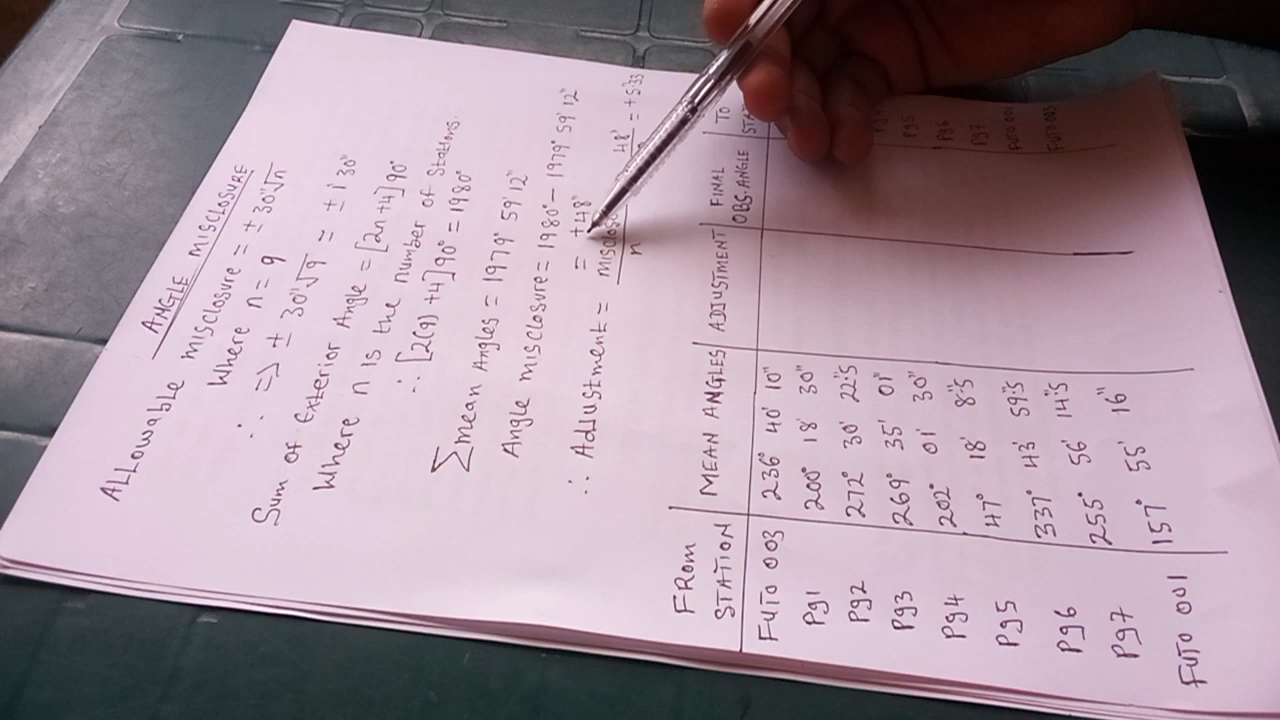 ANGLE MISCLOSURE
Allowable misclosure = ± 30"√n
Where n = 9
∴ => ± 30"√9 = ± 1' 30"
Sum of Exterior Angle = [2n+4]90°
Where n is the number of Stations.
∴ [2(9)+4]90° = 1980°
∑mean Angles = 1979° 59' 12"
Angle misclosure = 1980° - 1979° 59' 12"
= +48"
∴ Adjustment = misclosu 48" = +5.33
n
FROM STATION MEAN ANGLES ADJUSTMENT FINAL OBS. ANGLE TO STA
FUTO 003 236° 40' 10"
Pg1 200° 18' 30"
Pg2 272° 30' 22".5
Pg3 269° 35' 01"
Pg4 202° 01' 30" Pg5
Pg5 47° 18' 8".5 Pg6
Pg6 337° 43' 59".5 Pg7
Pg7 255° 56' 14".5 FUTO 001
FUTO 001 157° 55' 16" FUTO 003